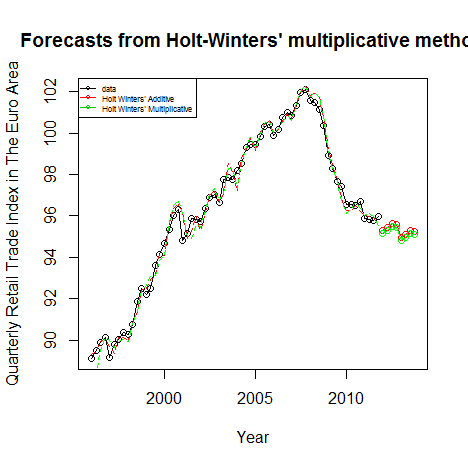 Forecasts from Holt-Winters' multiplicative metho
Quarterly Retail Trade Index in The Euro Area
102
100
98
96
94
92
90
data
Holt Winters' Additive
Holt Winters' Multiplicative
2000
2005
2010
Year